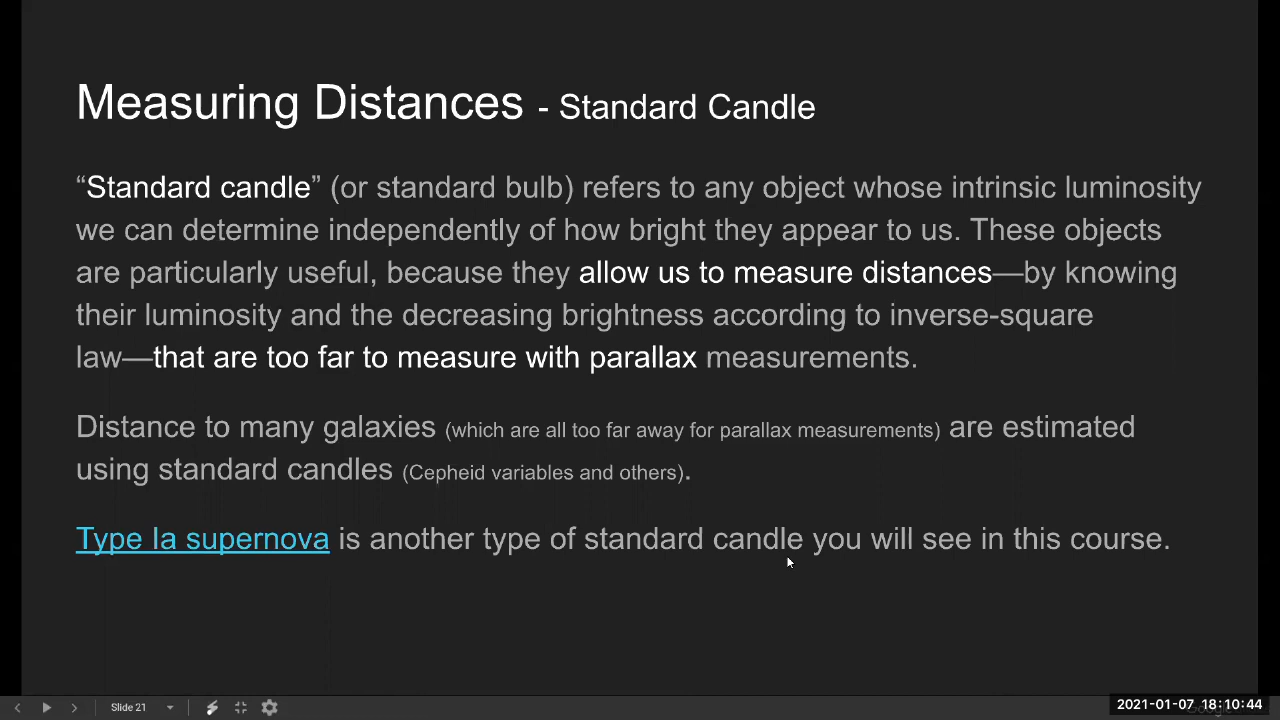 Measuring Distances - Standard Candle
“Standard candle” (or standard bulb) refers to any object whose intrinsic luminosity
we can determine independently of how bright they appear to us. These objects
are particularly useful, because they allow us to measure distances—by knowing
their luminosity and the decreasing brightness according to inverse-square
law—that are too far to measure with parallax measurements.
Distance to many galaxies (which are all too far away for parallax measurements) are estimated
using standard candles (Cepheid variables and others).
Type Ia supernova is another type of standard candle you will see in this course.
Slide 21
2021-01-07 18:10:44